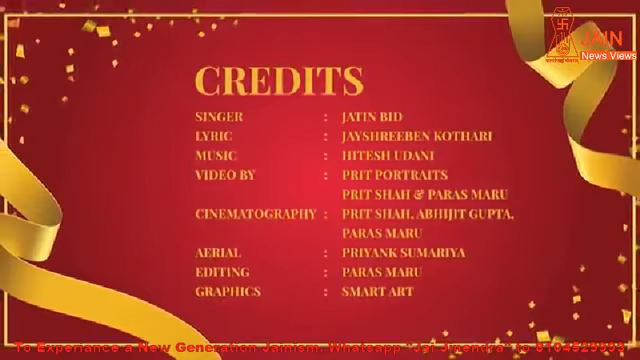 JAIN
News Views
CREDITS
SINGER : JATIN BID
LYRIC : JAYSHREEBEN KOTHARI
MUSIC : HITESH UDANI
VIDEO BY : PRIT PORTRAITS
PRIT SHAH & PARAS MARU
CINEMATOGRAPHY : PRIT SHAH, ABHIJIT GUPTA,
PARAS MARU
AERIAL : PRIYANK SUMARIYA
EDITING : PARAS MARU
GRAPHICS : SMART ART
To Experiance a New Generation Jainism. Whatsapp "Jai Jinendra" to